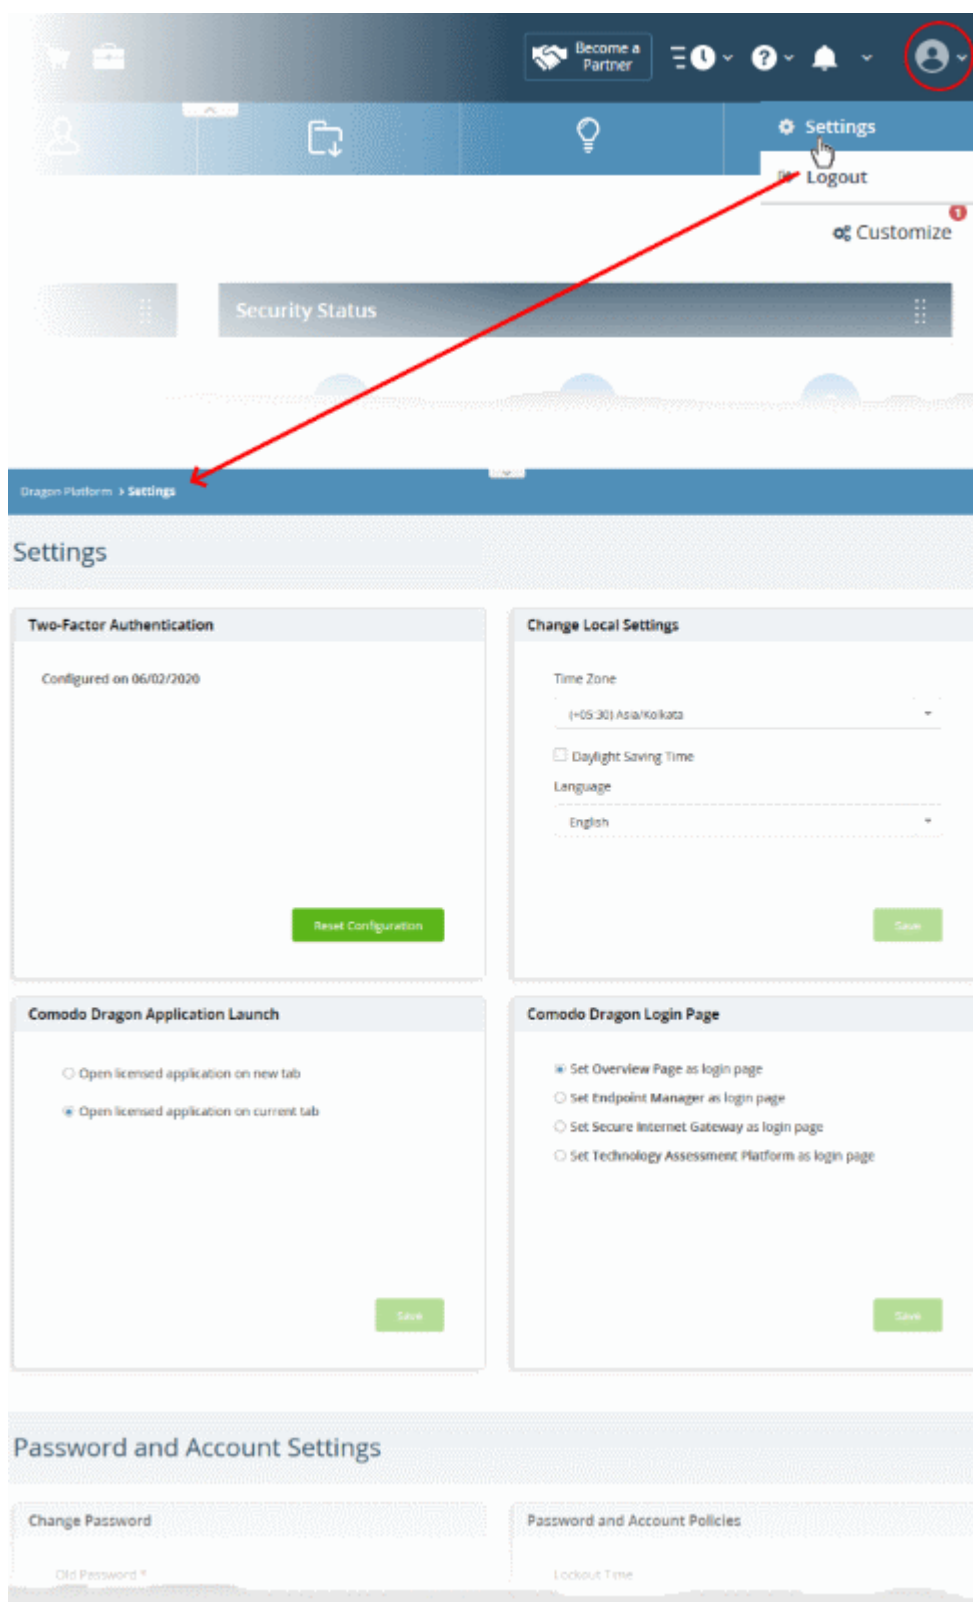 Become a
Partner
Settings
Logout
1
Customize
Security Status
Dragon Platform > Settings
Settings
Two-Factor Authentication
Configured on 06/02/2020
Reset Configuration
Change Local Settings
Time Zone
(+05:30) Asia/Kolkata
Daylight Saving Time
Language
English
Save
Comodo Dragon Application Launch
Open licensed application on new tab
Open licensed application on current tab
Save
Comodo Dragon Login Page
Set Overview Page as login page
Set Endpoint Manager as login page
Set Secure Internet Gateway as login page
Set Technology Assessment Platform as login page
Save
Password and Account Settings
Change Password
Old Password *
Password and Account Policies
Lockout Time